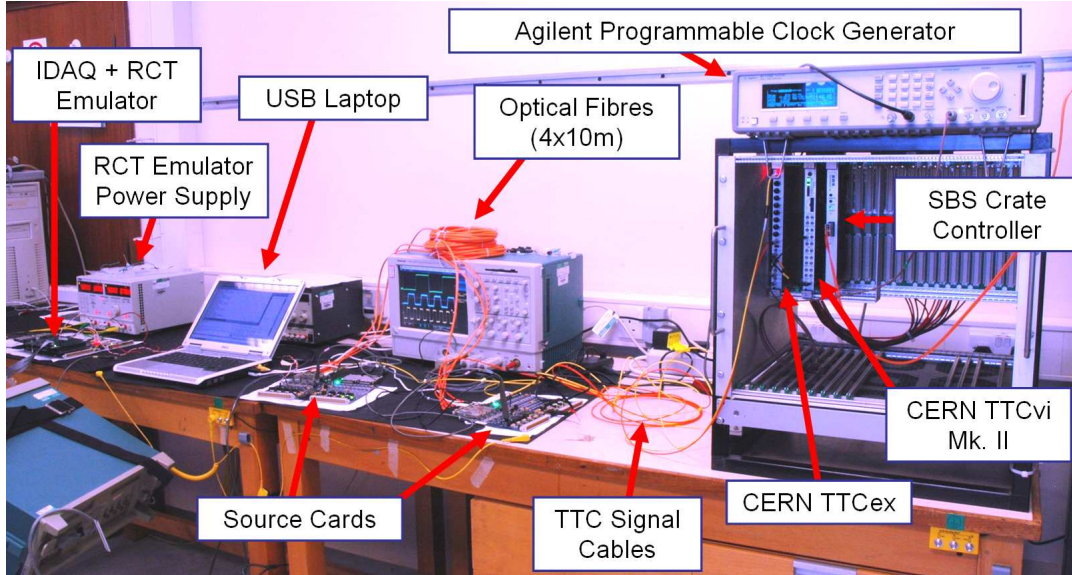 Agilent Programmable Clock Generator
IDAQ + RCT
Emulator
USB Laptop
Optical Fibres
(4x10m)
RCT Emulator
Power Supply
SBS Crate
Controller
CERN TTCvi
Mk. II
Source Cards
TTC Signal
Cables
CERN TTCex